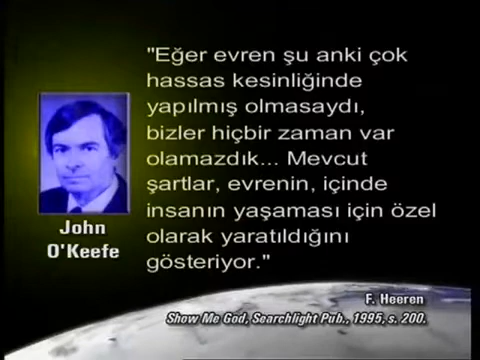 "Eğer evren şu anki çok
hassas kesinliğinde
yapılmış olmasaydı,
bizler hiçbir zaman var
olamazdık... Mevcut
şartlar, evrenin, içinde
insanın yaşaması için özel
olarak yaratıldığını
gösteriyor."
John
O'Keefe
F. Heeren
Show Me God, Searchlight Pub., 1995, s. 200.